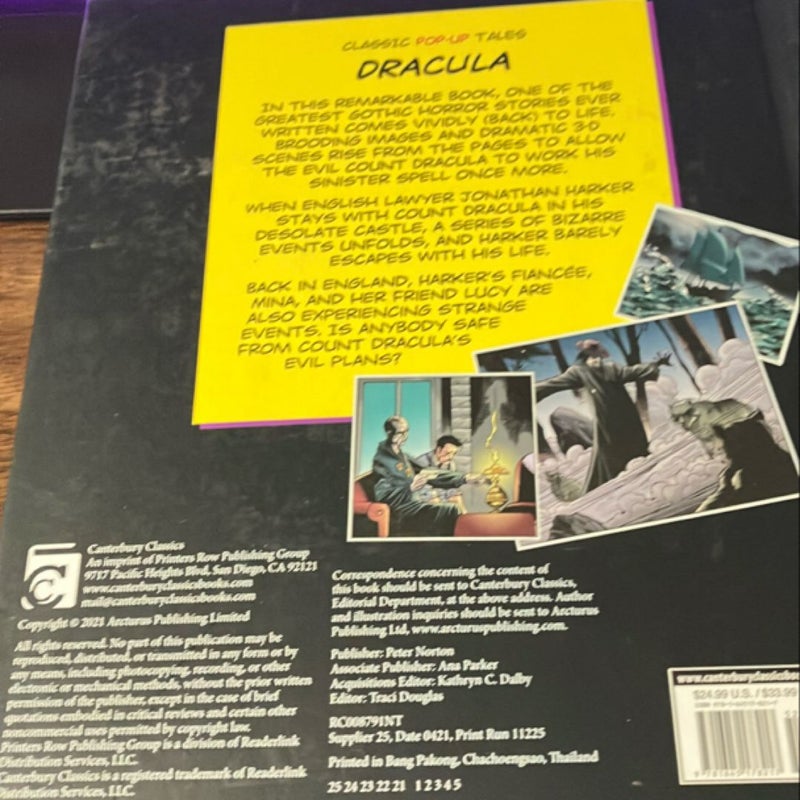 CLASSIC POP-UP TALES
DRACULA
IN THIS REMARKABLE BOOK, ONE OF THE
GREATEST GOTHIC HORROR STORIES EVER
WRITTEN COMES VIVIDLY (BACK) TO LIFE.
BROODING IMAGES AND DRAMATIC 3-D
SCENES RISE FROM THE PAGES TO ALLOW
THE EVIL COUNT DRACULA TO WORK HIS
SINISTER SPELL ONCE MORE.
WHEN ENGLISH LAWYER JONATHAN HARKER
STAYS WITH COUNT DRACULA IN HIS
DESOLATE CASTLE, A SERIES OF BIZARRE
EVENTS UNFOLDS, AND HARKER BARELY
ESCAPES WITH HIS LIFE.
BACK IN ENGLAND, HARKER'S FIANCÉE,
MINA, AND HER FRIEND LUCY ARE
ALSO EXPERIENCING STRANGE
EVENTS. IS ANYBODY SAFE
FROM COUNT DRACULA'S
EVIL PLANS?
Canterbury Classics
An imprint of Printers Row Publishing Group
9717 Pacific Heights Blvd, San Diego, CA 92121
www.canterburyclassicsbooks.com
mail@canterburyclassicsbooks.com
Copyright © 2021 Arcturus Publishing Limited
All rights reserved. No part of this publication may be
reproduced, distributed, or transmitted in any form or by
any means, including photocopying, recording, or other
electronic or mechanical methods, without the prior written
permission of the publisher, except in the case of brief
quotations embodied in critical reviews and certain other
noncommercial uses permitted by copyright law.
Printers Row Publishing Group is a division of Readerlink
Distribution Services, LLC.
Canterbury Classics is a registered trademark of Readerlink
Distribution Services, LLC.
Correspondence concerning the content of
this book should be sent to Canterbury Classics,
Editorial Department, at the above address. Author
and illustration inquiries should be sent to Arcturus
Publishing Ltd, www.arcturuspublishing.com.
Publisher: Peter Norton
Associate Publisher: Ana Parker
Acquisitions Editor: Kathryn C. Dalby
Editor: Traci Douglas
RC008791NT
Supplier 25, Date 0421, Print Run 11225
Printed in Bang Pakong, Chachoengsao, Thailand
25 24 23 22 21 1 2 3 4 5
www.canterburyclassicsboo
$24.99 U.S. / $33.99